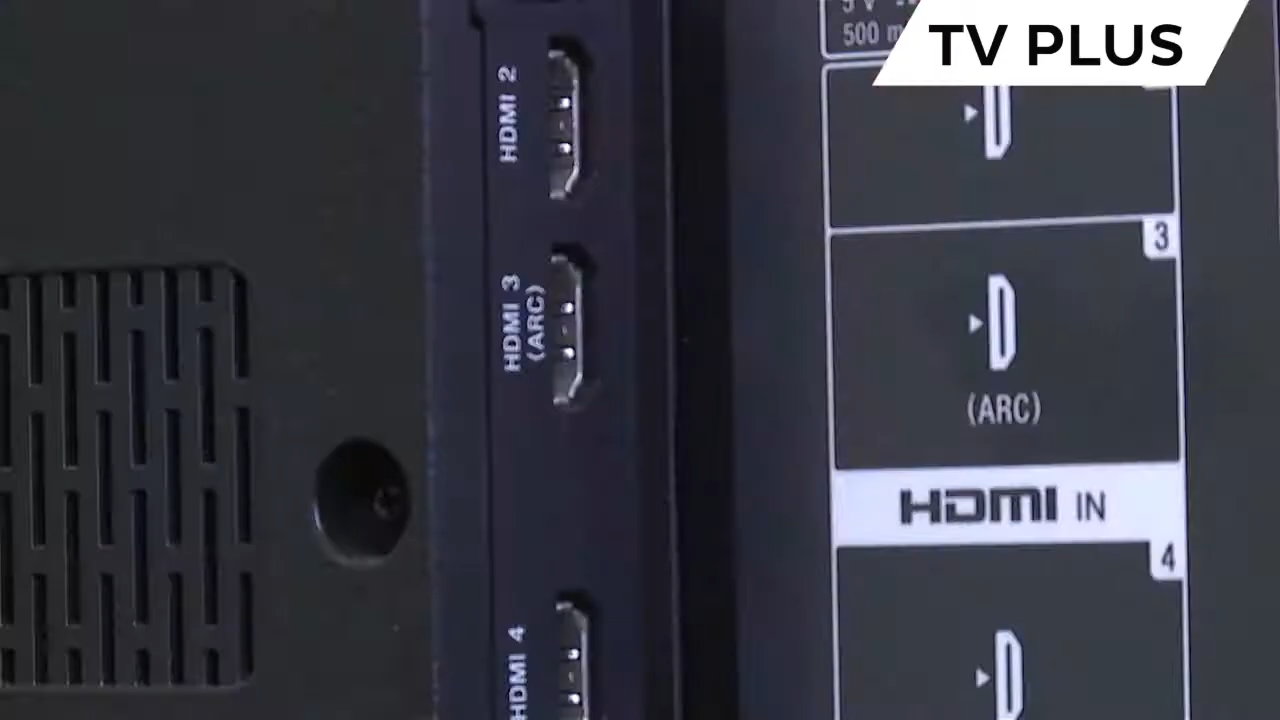 TV PLUS
HDMI 2
HDMI 3
(ARC)
HDMI 4
500 m
3
(ARC)
HDMI IN
4